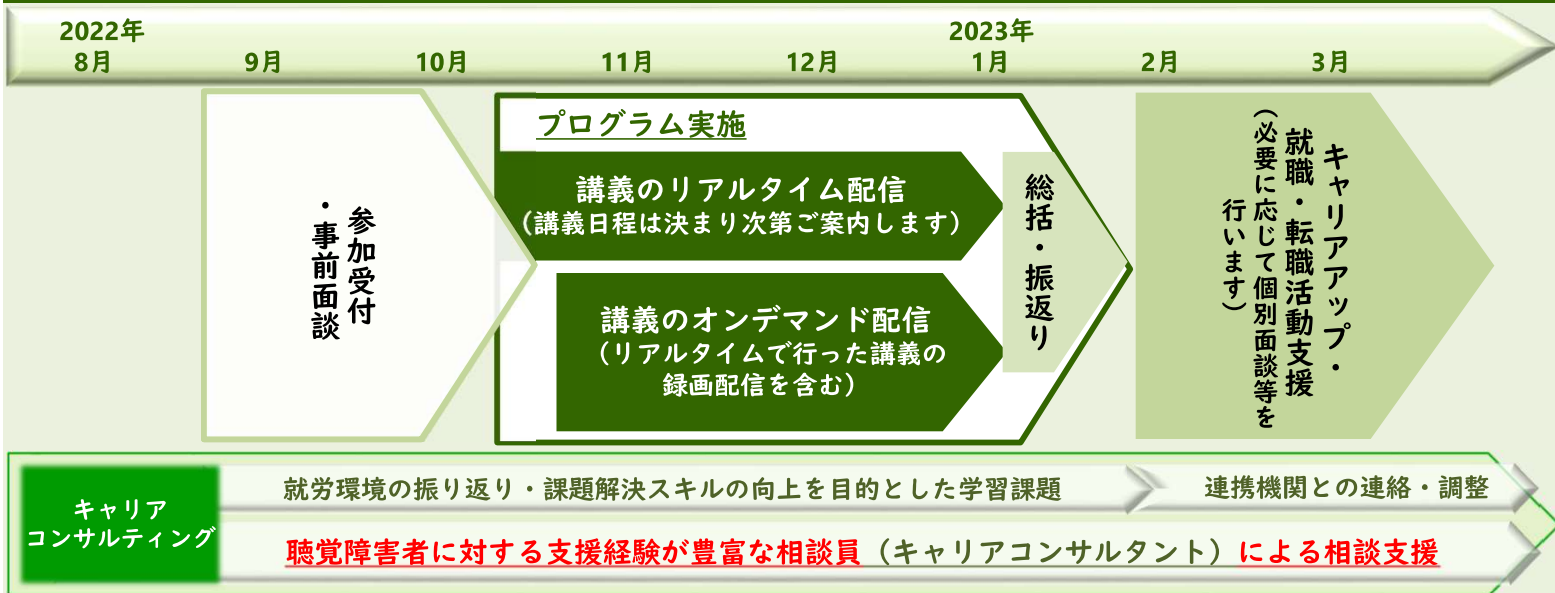 2022年
8月
9月
10月
11月
12月
2023年
1月
2月
3月
参加受付
・事前面談
プログラム実施
講義のリアルタイム配信
（講義日程は決まり次第ご案内します）
講義のオンデマンド配信
（リアルタイムで行った講義の
録画配信を含む）
総括・振返り
キャリアアップ・
就職・転職活動支援
（必要に応じて個別面談等を
行います）
キャリア
コンサルティング
就労環境の振り返り・課題解決スキルの向上を目的とした学習課題
連携機関との連絡・調整
聴覚障害者に対する支援経験が豊富な相談員（キャリアコンサルタント）による相談支援